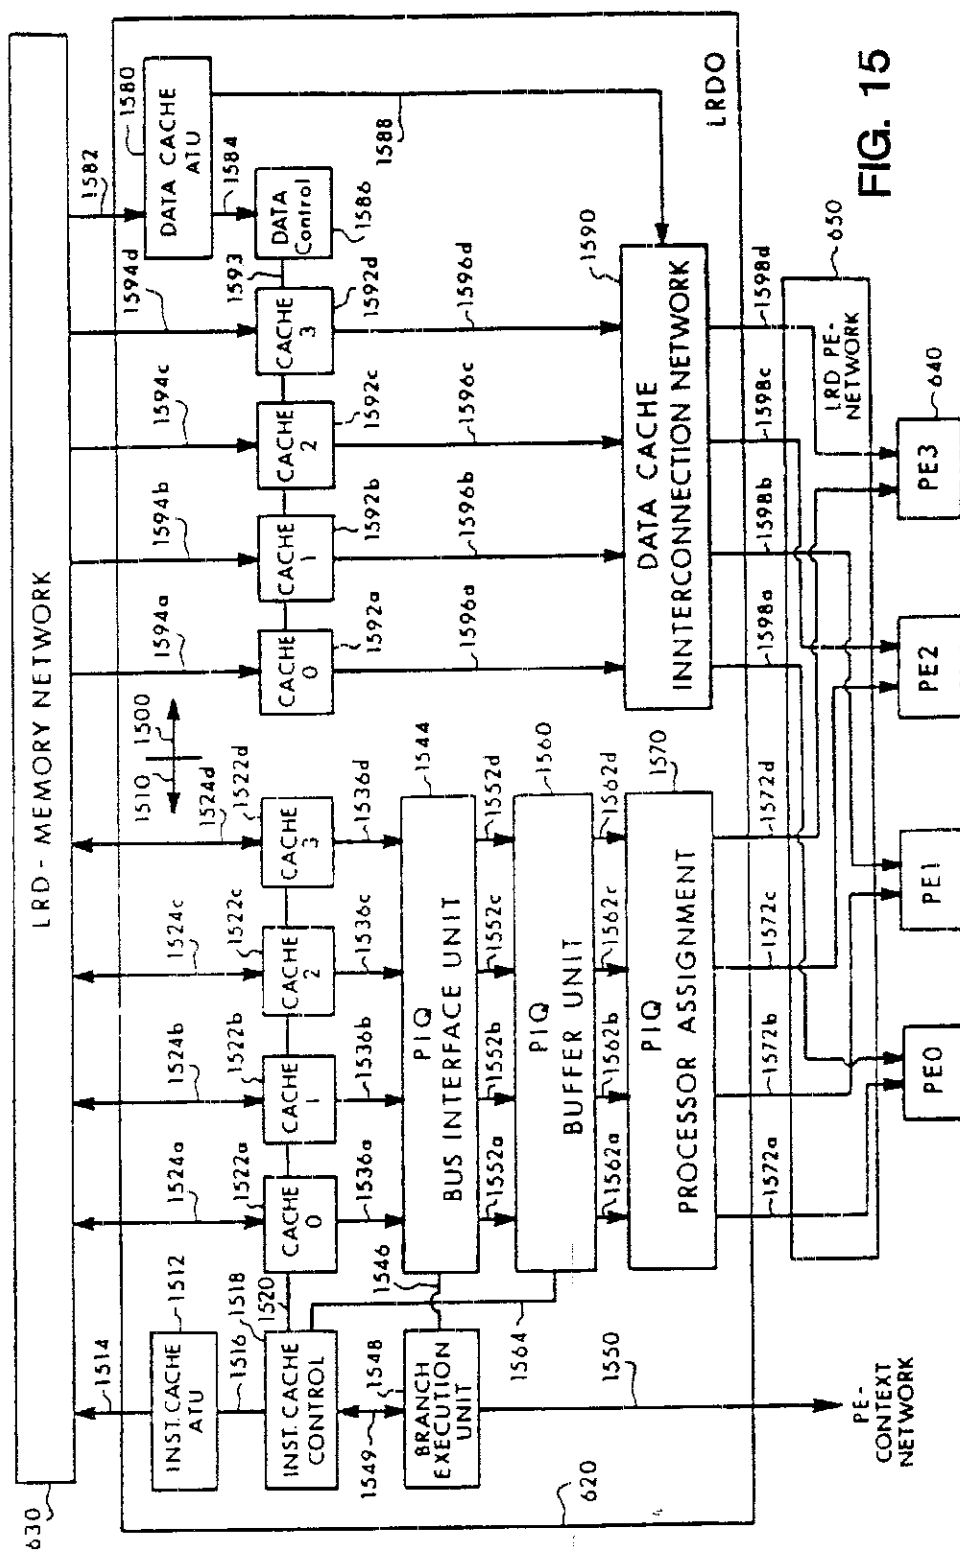 LRD - MEMORY NETWORK
630
1514
1524a
1524b
1524c
1524d
1510
1500
1594a
1594b
1594c
1594d
1582
1512
1580
INST. CACHE
ATU
DATA CACHE
ATU
1516
1518
1520
1522a
1522b
1522c
1522d
1584
INST. CACHE
CONTROL
CACHE
0
CACHE
1
CACHE
2
CACHE
3
CACHE
0
CACHE
1
CACHE
2
CACHE
3
1593
DATA
Control
1586
1592a
1592b
1592c
1592d
1588
1549
1548
1536a
1536b
1536c
1536d
1544
1596a
1596b
1596c
1596d
BRANCH
EXECUTION
UNIT
1546
PIQ
BUS INTERFACE UNIT
1564
1552a
1552b
1552c
1552d
1560
PIQ
BUFFER UNIT
1562a
1562b
1562c
1562d
1570
1590
PIQ
PROCESSOR ASSIGNMENT
DATA CACHE
INNTERCONNECTION NETWORK
620
1550
LRDO
1572a
1572b
1572c
1572d
1598a
1598b
1598c
1598d
650
LRD PE-
NETWORK
PE-
CONTEXT
NETWORK
PE0
PE1
PE2
PE3
640
FIG. 15